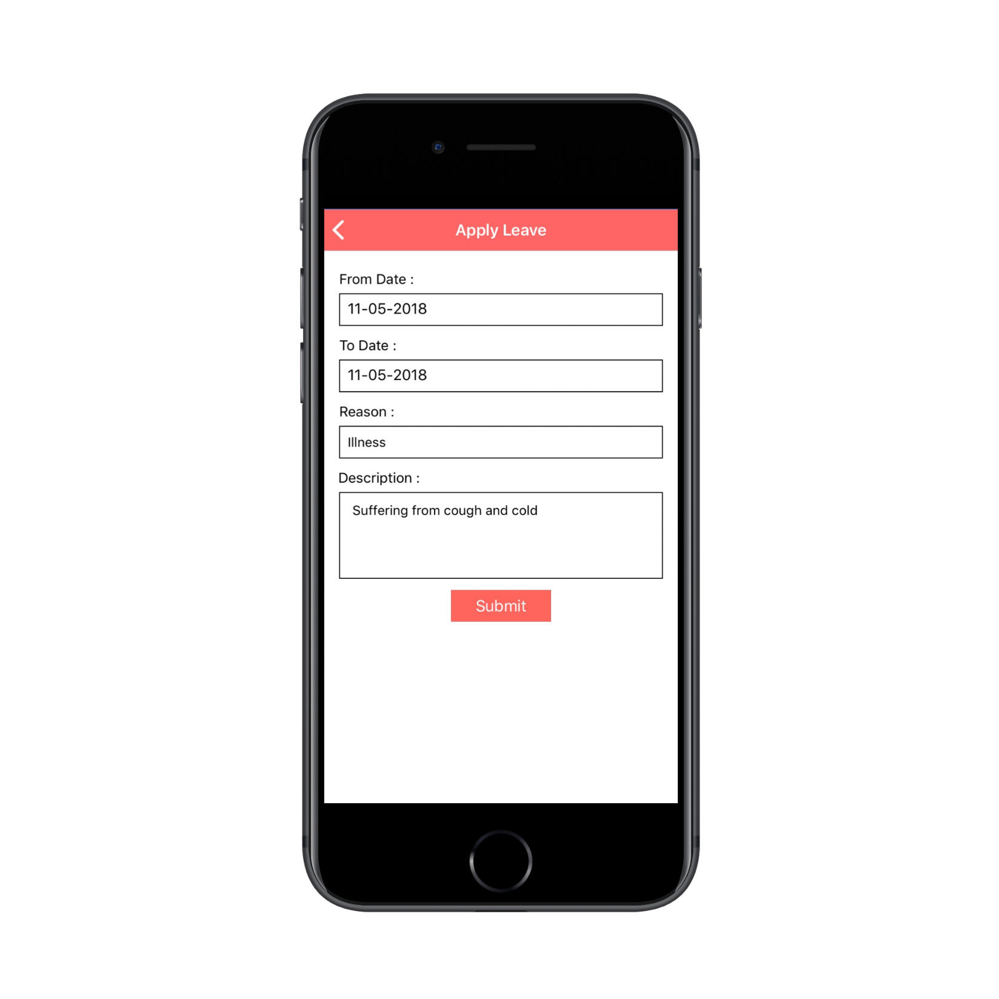 Apply Leave
From Date :
11-05-2018
To Date :
11-05-2018
Reason :
Illness
Description :
Suffering from cough and cold
Submit